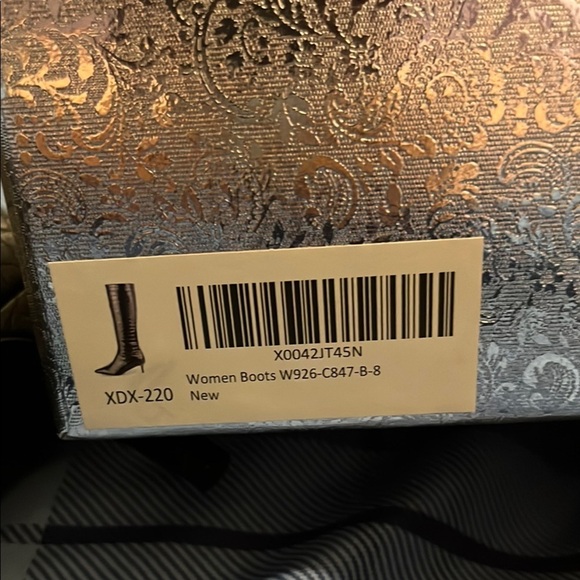 X0042JT45N
Women Boots W926-C847-B-8
XDX-220 New